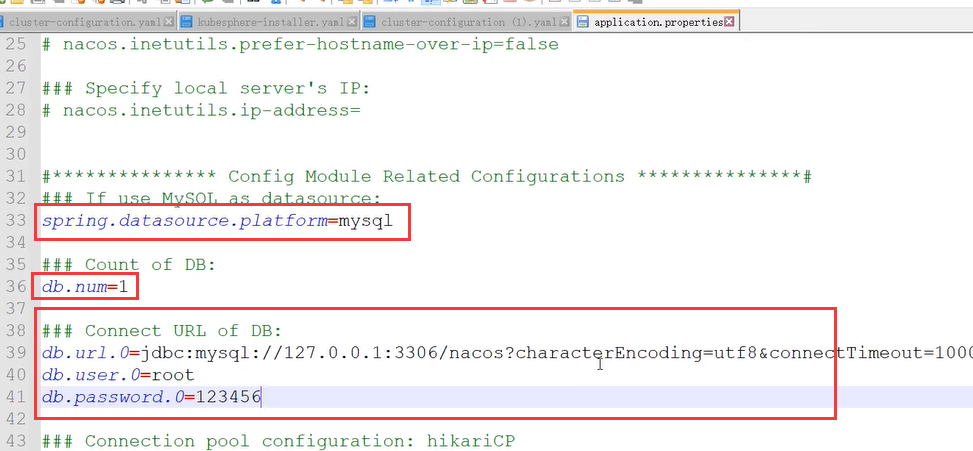 cluster-configuration.yaml kubesphere-installer.yaml cluster-configuration (1).yaml application.properties
25 # nacos.inetutils.prefer-hostname-over-ip=false
26
27 ### Specify local server's IP:
28 # nacos.inetutils.ip-address=
29
30
31 #*************** Config Module Related Configurations ***************#
32 ### If use MySQL as datasource:
33 spring.datasource.platform=mysql
34
35 ### Count of DB:
36 db.num=1
37
38 ### Connect URL of DB:
39 db.url.0=jdbc:mysql://127.0.0.1:3306/nacos?characterEncoding=utf8&connectTimeout=1000
40 db.user.0=root
41 db.password.0=123456
42
43 ### Connection pool configuration: hikariCP